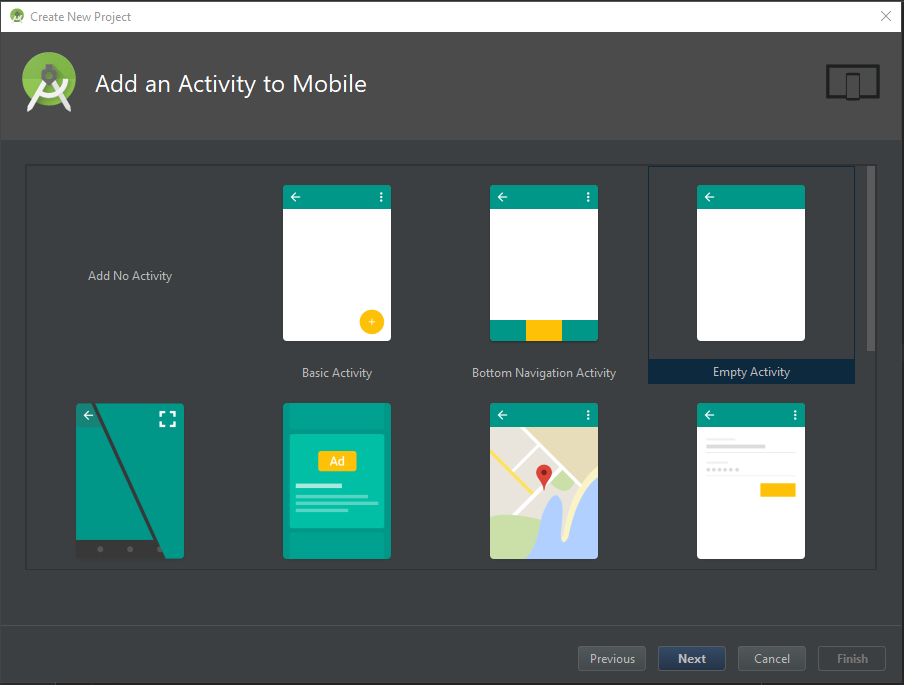 Create New Project
Add an Activity to Mobile
Add No Activity
Basic Activity
Bottom Navigation Activity
Empty Activity
Ad
Previous
Next
Cancel
Finish